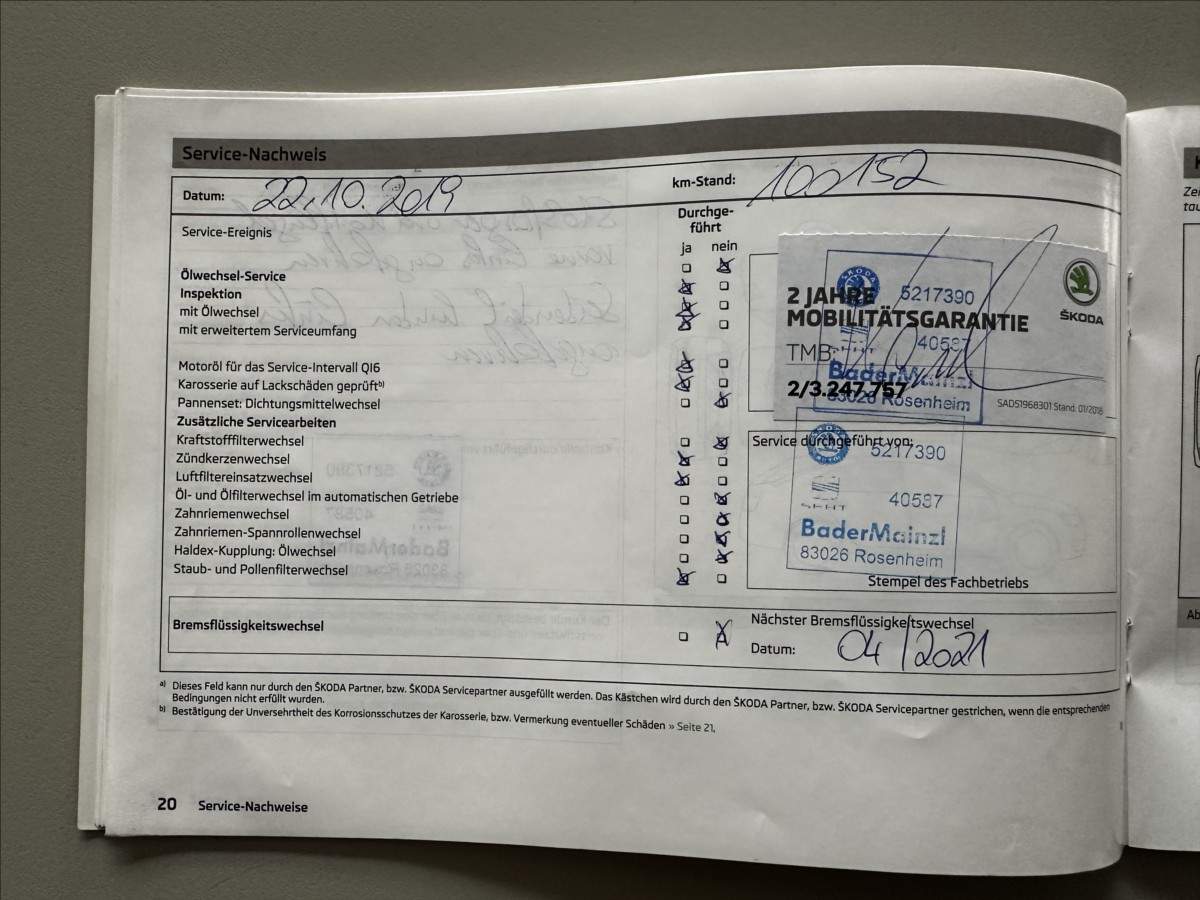 Service-Nachweis
Datum: 22.10.2019
km-Stand: 100152
Service-Ereignis
Durchge-
führt
ja nein
Ölwechsel-Service
Inspektion
mit Ölwechsel
mit erweitertem Serviceumfang
Motoröl für das Service-Intervall QI6
Karosserie auf Lackschäden geprüft b)
Pannenset: Dichtungsmittelwechsel
Zusätzliche Servicearbeiten
Kraftstofffilterwechsel
Zündkerzenwechsel
Luftfiltereinsatzwechsel
Öl- und Ölfilterwechsel im automatischen Getriebe
Zahnriemenwechsel
Zahnriemen-Spannrollenwechsel
Haldex-Kupplung: Ölwechsel
Staub- und Pollenfilterwechsel
2 JAHRE
MOBILITÄTSGARANTIE
TMB
2/3.247.757
ŠKODA
SAD51968301 Stand: 01/2018
SKODA
5217390
40587
BaderMainzl
83026 Rosenheim
Service durchgeführt von:
5217390
SEAT
40587
BaderMainzl
83026 Rosenheim
Stempel des Fachbetriebs
Bremsflüssigkeitswechsel
Nächster Bremsflüssigkeitswechsel
Datum: 04/2021
a) Dieses Feld kann nur durch den ŠKODA Partner, bzw. ŠKODA Servicepartner ausgefüllt werden. Das Kästchen wird durch den ŠKODA Partner, bzw. ŠKODA Servicepartner gestrichen, wenn die entsprechenden
Bedingungen nicht erfüllt wurden.
b) Bestätigung der Unversehrtheit des Korrosionsschutzes der Karosserie, bzw. Vermerkung eventueller Schäden » Seite 21.
20 Service-Nachweise